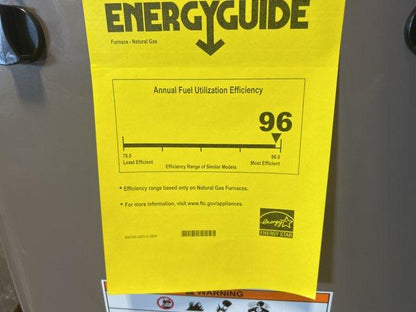 ENERGYGUIDE
Furnace - Natural Gas
Annual Fuel Utilization Efficiency
96
78.0
Least Efficient
Efficiency Range of Similar Models
96.0
Most Efficient
• Efficiency range based only on Natural Gas Furnaces.
• For more information, visit www.ftc.gov/appliances.
energy
ENERGY STAR
WARNING